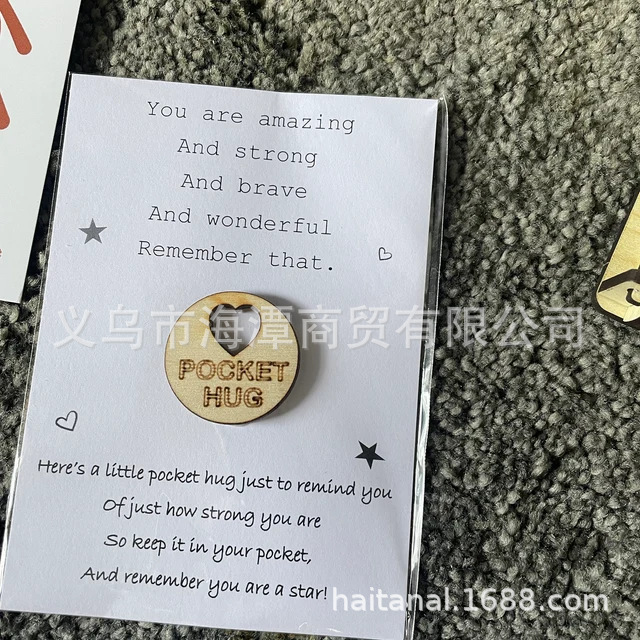 You are amazing
And strong
And brave
And wonderful
Remember that.
义乌市海潭商贸有限公司
POCKET
HUG
Here's a little pocket hug just to remind you
Of just how strong you are
So keep it in your pocket,
And remember you are a star!
haitanal.1688.com